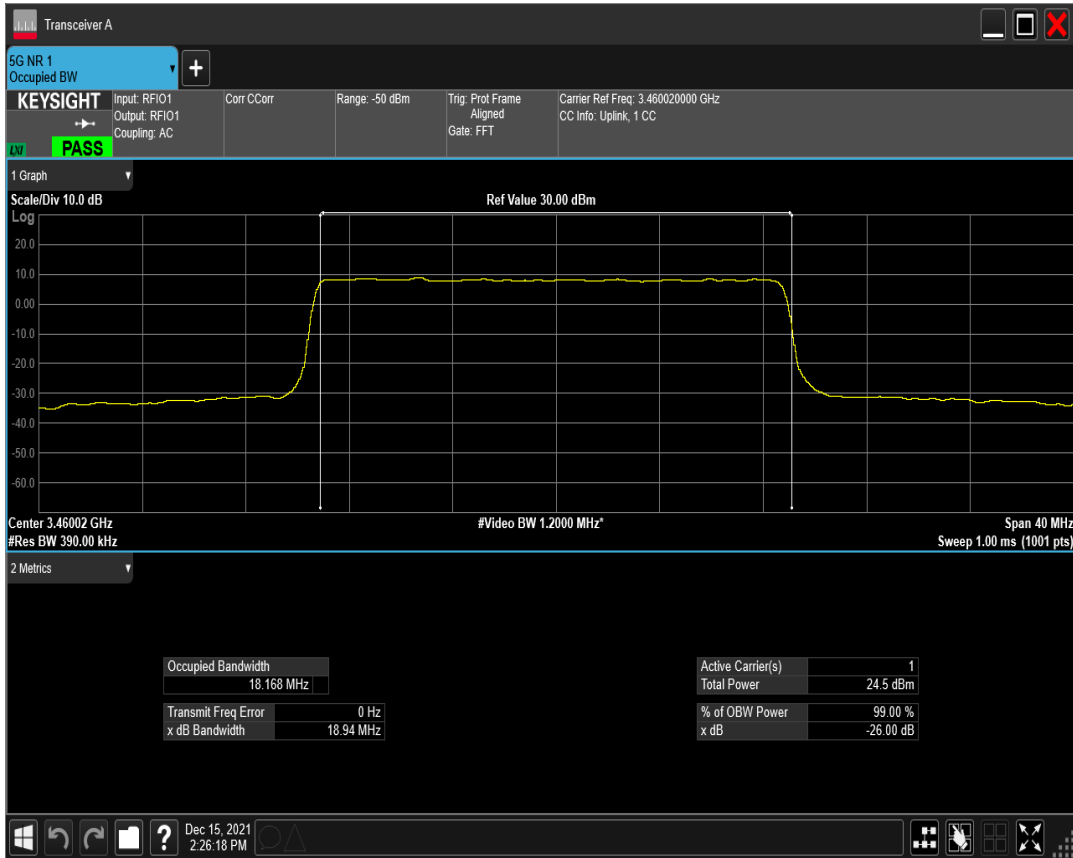 Transceiver A
5G NR 1
Occupied BW
KEYSIGHT
LXI
PASS
Input: RFIO1
Output: RFIO1
Coupling: AC
Corr CCorr
Range: -50 dBm
Trig: Prot Frame
Aligned
Gate: FFT
Carrier Ref Freq: 3.460020000 GHz
CC Info: Uplink, 1 CC
1 Graph
Scale/Div 10.0 dB
Ref Value 30.00 dBm
Log
20.0
10.0
0.00
-10.0
-20.0
-30.0
-40.0
-50.0
-60.0
Center 3.46002 GHz
#Video BW 1.2000 MHz*
Span 40 MHz
#Res BW 390.00 kHz
Sweep 1.00 ms (1001 pts)
2 Metrics
Occupied Bandwidth
18.168 MHz
Transmit Freq Error 0 Hz
x dB Bandwidth 18.94 MHz
Active Carrier(s) 1
Total Power 24.5 dBm
% of OBW Power 99.00 %
x dB -26.00 dB
?
Dec 15, 2021
2:26:18 PM